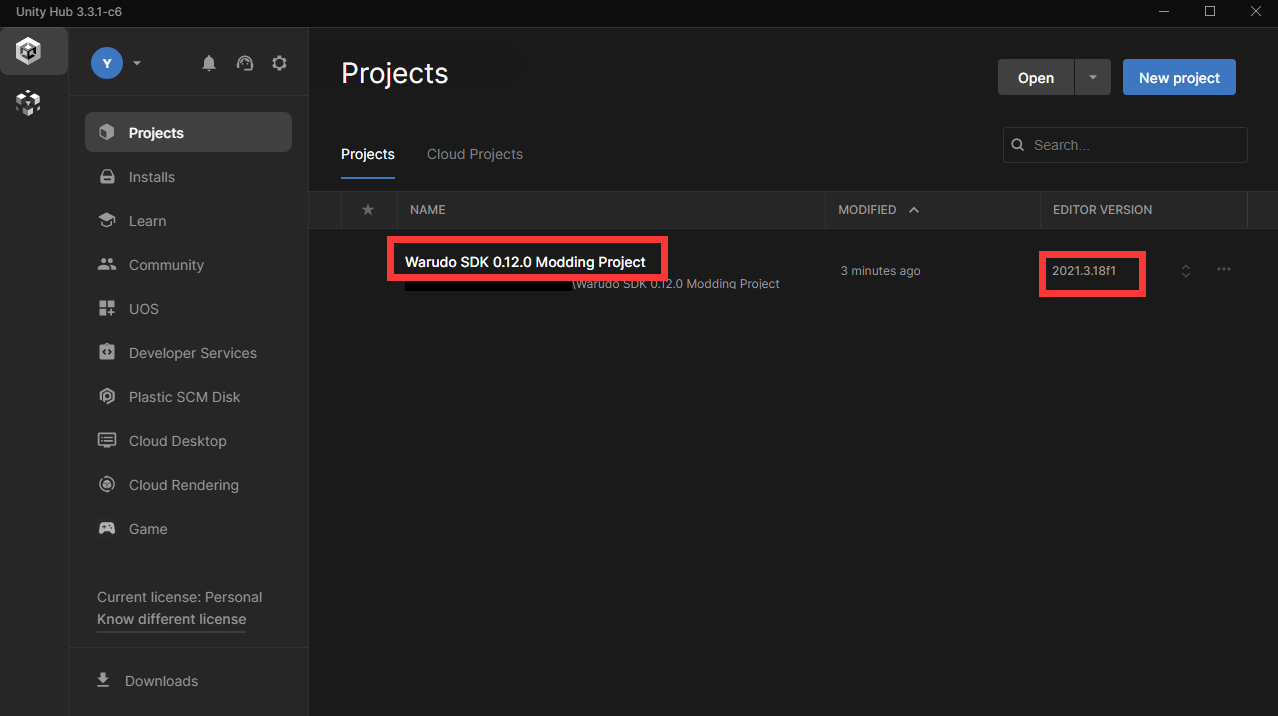 Unity Hub 3.3.1-c6
Y
Projects
Installs
Learn
Community
UOS
Developer Services
Plastic SCM Disk
Cloud Desktop
Cloud Rendering
Game
Current license: Personal
Know different license
Downloads
Projects
Open
New project
Projects Cloud Projects
Search...
NAME MODIFIED EDITOR VERSION
Warudo SDK 0.12.0 Modding Project
3 minutes ago 2021.3.18f1
\Warudo SDK 0.12.0 Modding Project